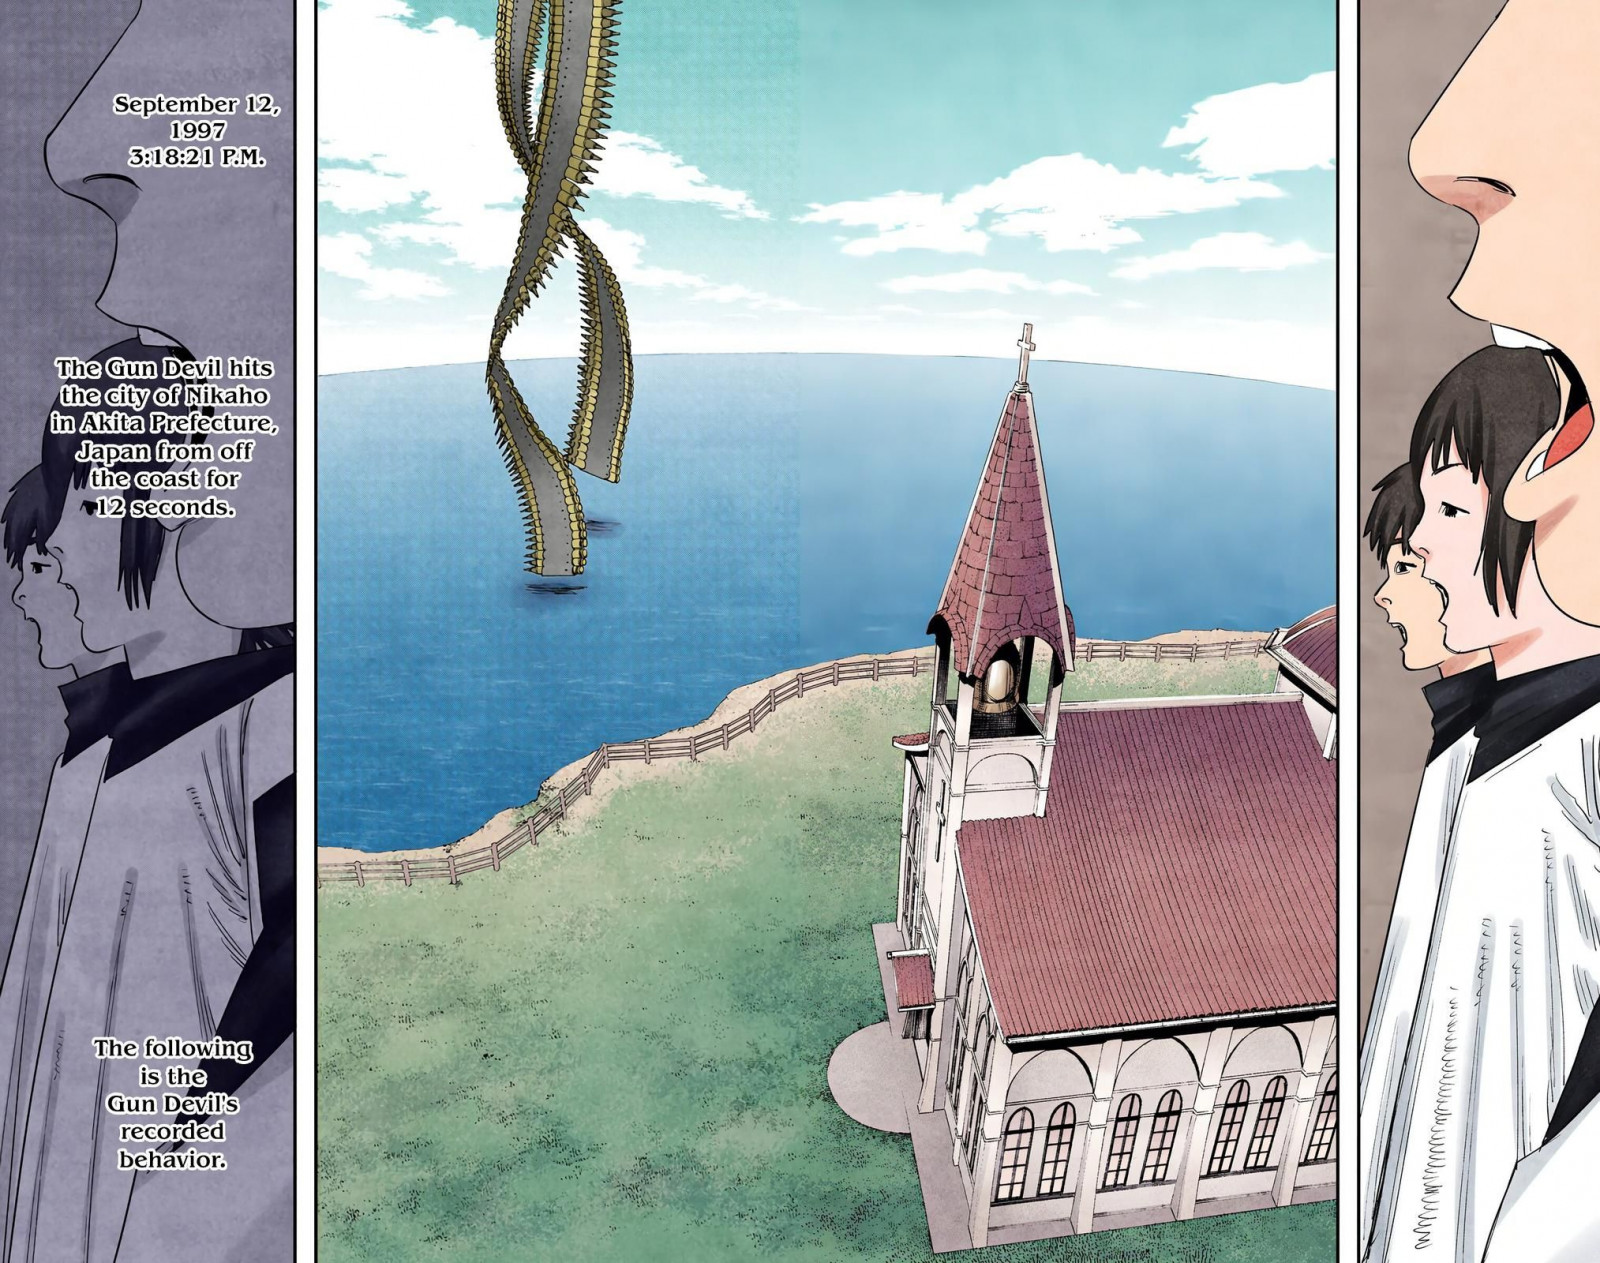 September 12,
1997
3:18:21 P.M.
The Gun Devil hits
the city of Nikaho
in Akita Prefecture,
Japan from off
the coast for
12 seconds.
The following
is the
Gun Devil's
recorded
behavior.